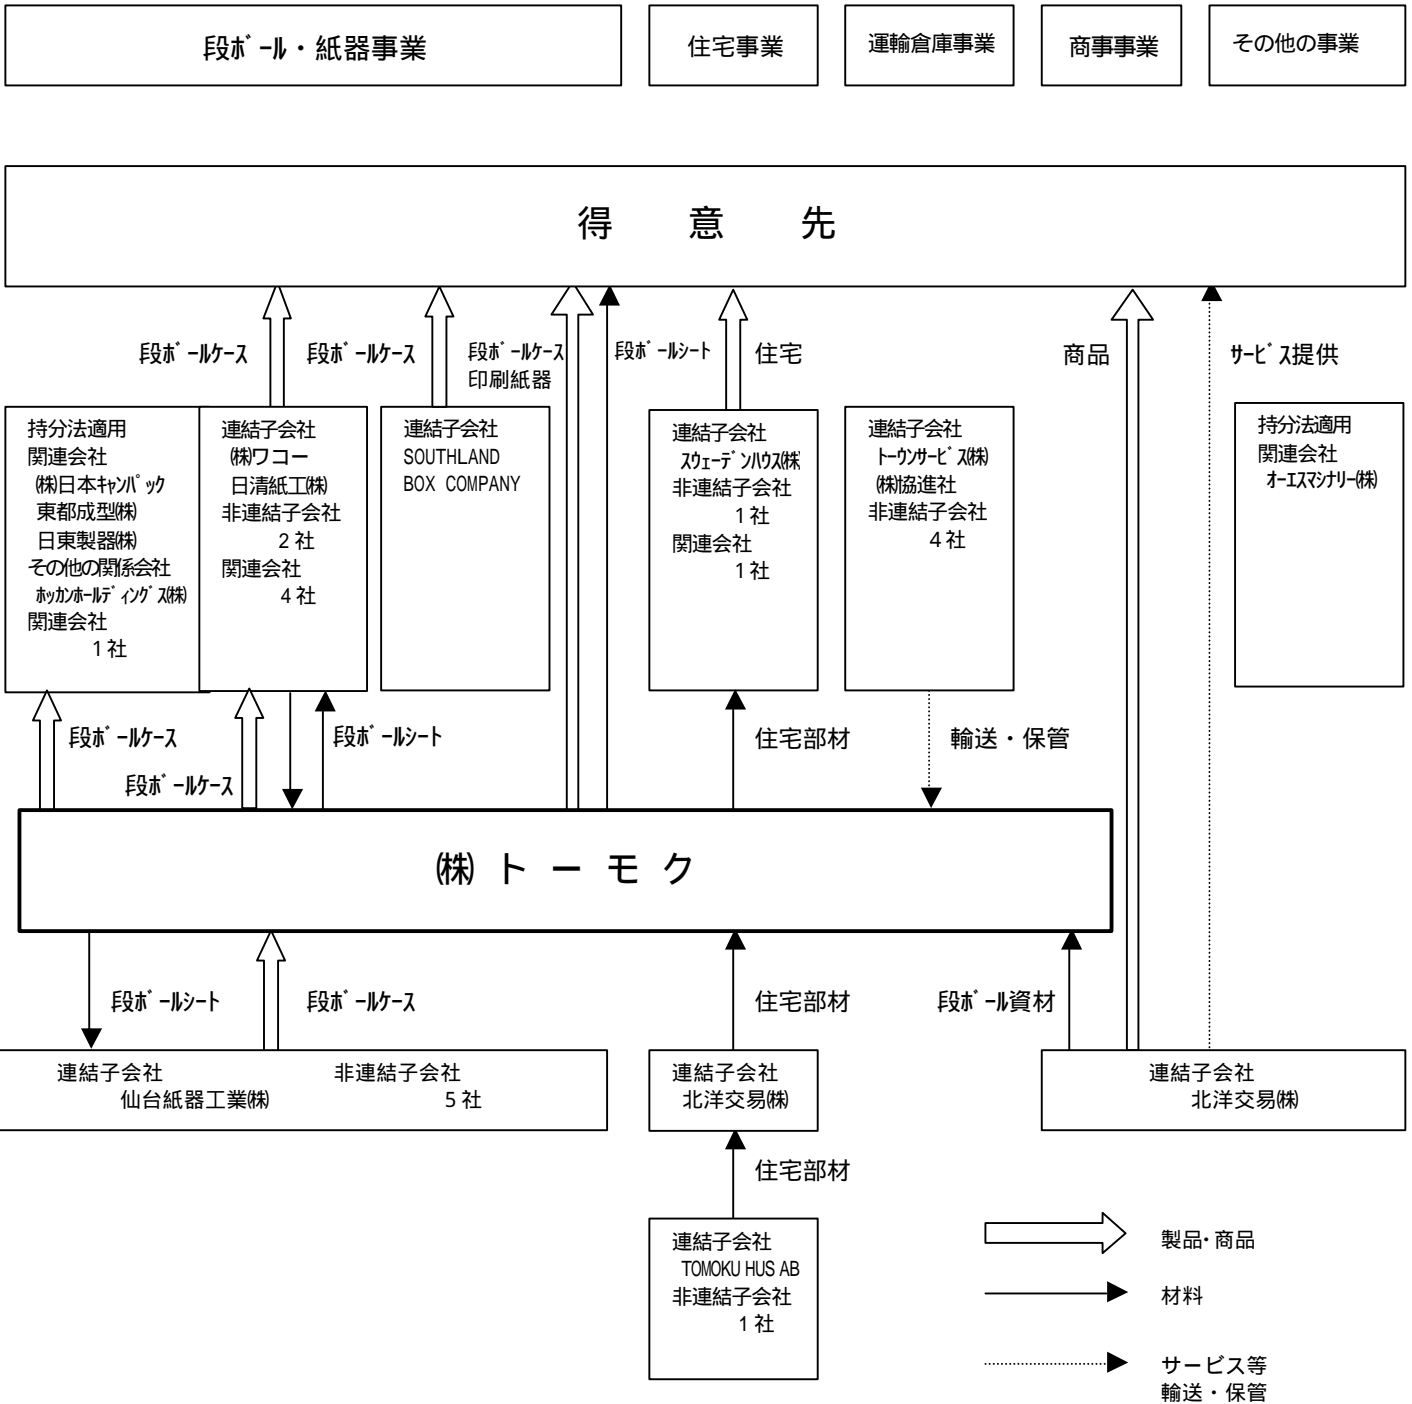 段ボール・紙器事業
住宅事業
運輸倉庫事業
商事事業
その他の事業
得　意　先
段ボールケース
段ボールケース
段ボールケース
印刷紙器
段ボールシート
住宅
商品
サービス提供
持分法適用
関連会社
㈱日本キャンパック
東都成型㈱
日東製器㈱
その他の関係会社
ホッカンホールディングス㈱
関連会社
1社
連結子会社
㈱ワコー
日清紙工㈱
非連結子会社
2社
関連会社
4社
連結子会社
SOUTHLAND
BOX COMPANY
連結子会社
スウェーデンハウス㈱
非連結子会社
1社
関連会社
1社
連結子会社
トーウンサービス㈱
㈱協進社
非連結子会社
4社
持分法適用
関連会社
オーエスマシナリー㈱
段ボールケース
段ボールケース
段ボールシート
住宅部材
輸送・保管
㈱トーモク
段ボールシート
段ボールケース
住宅部材
段ボール資材
連結子会社
仙台紙器工業㈱
非連結子会社
5社
連結子会社
北洋交易㈱
連結子会社
北洋交易㈱
住宅部材
連結子会社
TOMOKU HUS AB
非連結子会社
1社
製品・商品
材料
サービス等
輸送・保管